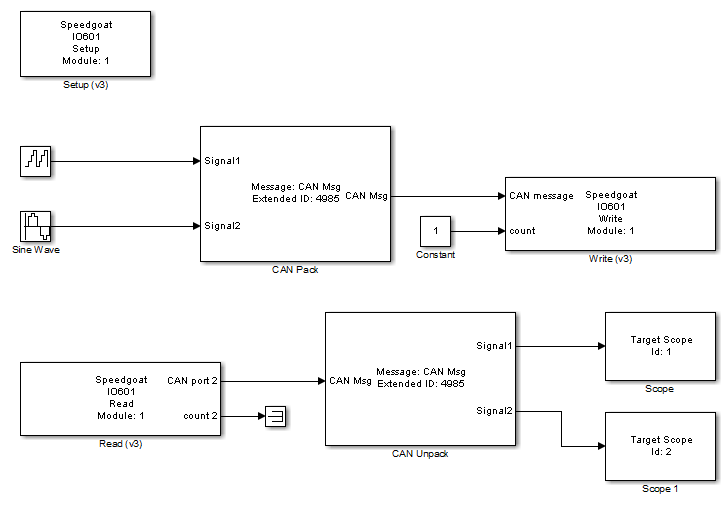 Speedgoat
IO601
Setup
Module: 1
Setup (v3)
Signal1
Signal2
Message: CAN Msg
Extended ID: 4985
CAN Msg
CAN Pack
Sine Wave
1
Constant
CAN message
count
Speedgoat
IO601
Write
Module: 1
Write (v3)
Speedgoat
IO601
Read
Module: 1
CAN port 2
count 2
Read (v3)
CAN Msg
Message: CAN Msg
Extended ID: 4985
Signal1
Signal2
CAN Unpack
Target Scope
Id: 1
Scope
Target Scope
Id: 2
Scope 1